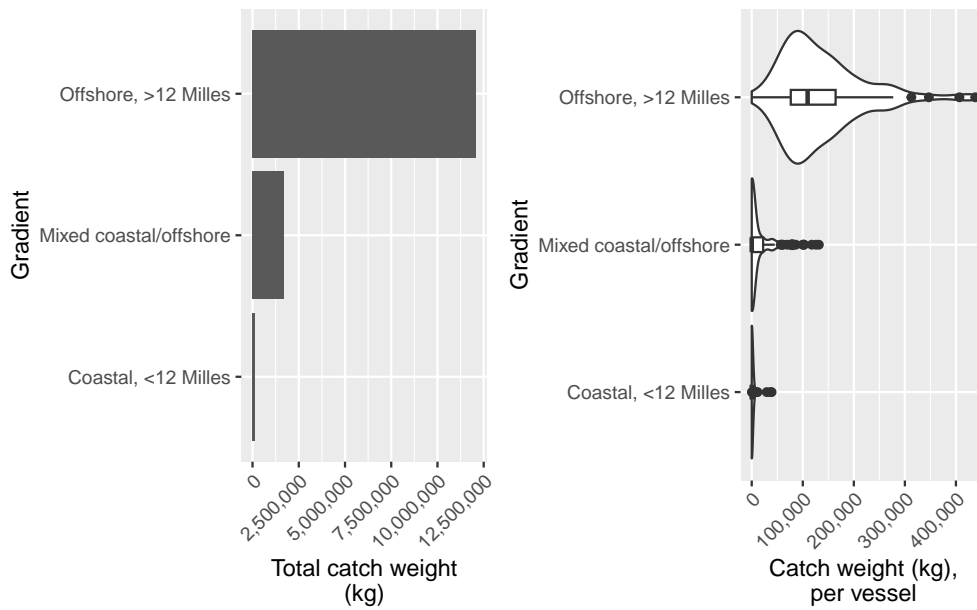 Offshore, >12 Milles
Mixed coastal/offshore
Coastal, <12 Milles
Gradient
0
2,500,000
5,000,000
7,500,000
10,000,000
12,500,000
Total catch weight
(kg)
Offshore, >12 Milles
Mixed coastal/offshore
Coastal, <12 Milles
Gradient
0
100,000
200,000
300,000
400,000
Catch weight (kg),
per vessel